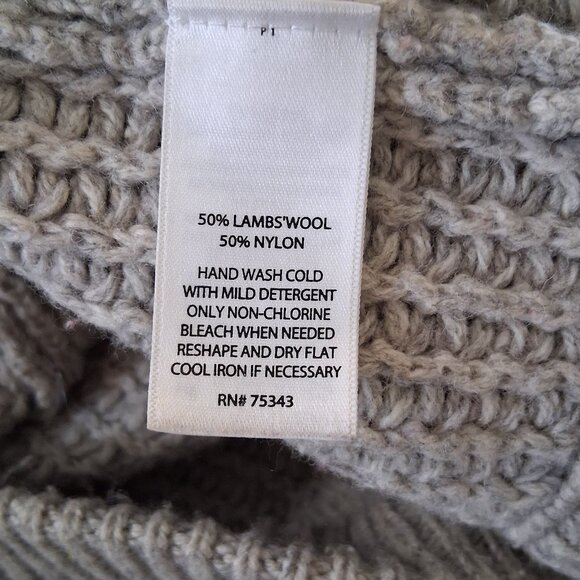 P 1
50% LAMBS'WOOL
50% NYLON
HAND WASH COLD
WITH MILD DETERGENT
ONLY NON-CHLORINE
BLEACH WHEN NEEDED
RESHAPE AND DRY FLAT
COOL IRON IF NECESSARY
RN# 75343